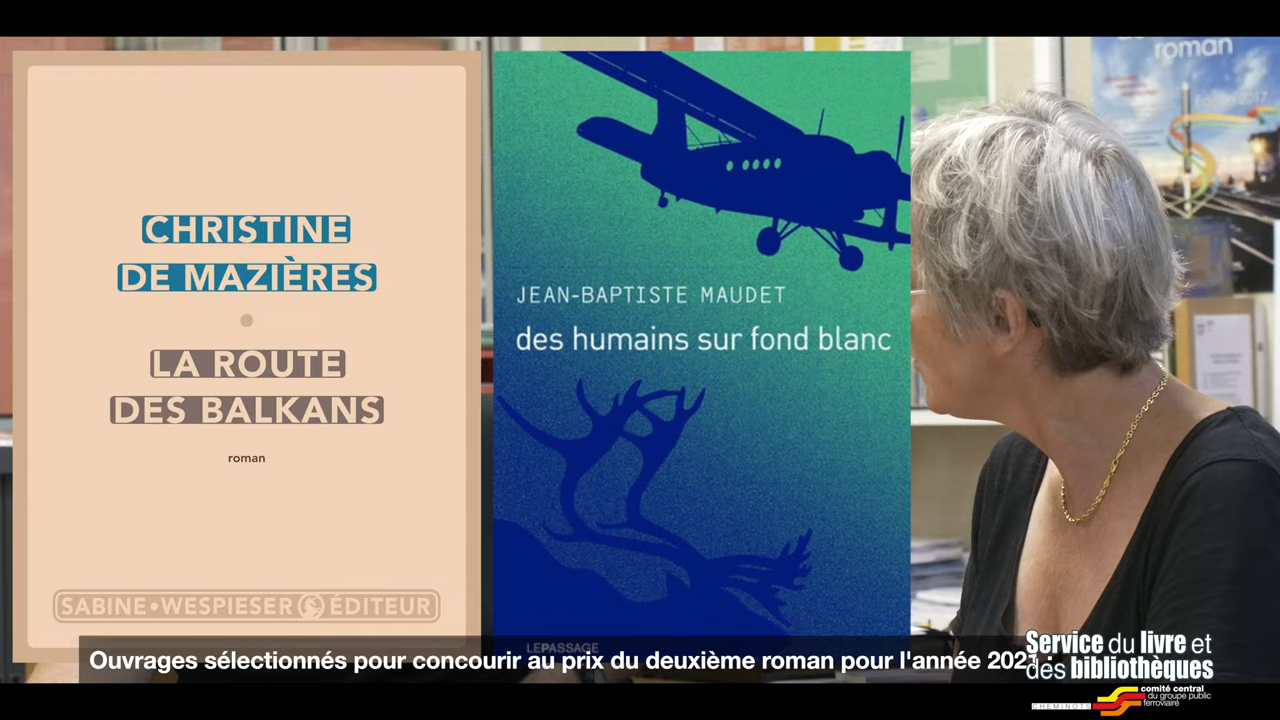 CHRISTINE
DE MAZIÈRES
LA ROUTE
DES BALKANS
roman
SABINE•WESPIESER ÉDITEUR
JEAN-BAPTISTE MAUDET
des humains sur fond blanc
LEPASSAGE
roman
Ouvrages sélectionnés pour concourir au prix du deuxième roman pour l'année 2021 :
Service du livre et
des bibliothèques
CHEMINOTS
comité central
du groupe public
ferroviaire